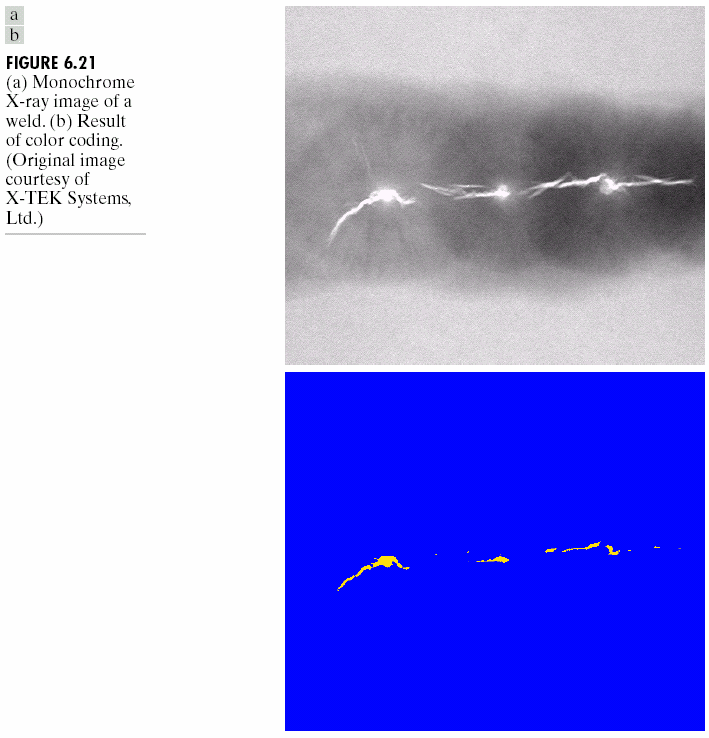 a
b
FIGURE 6.21
(a) Monochrome
X-ray image of a
weld. (b) Result
of color coding.
(Original image
courtesy of
X-TEK Systems,
Ltd.)